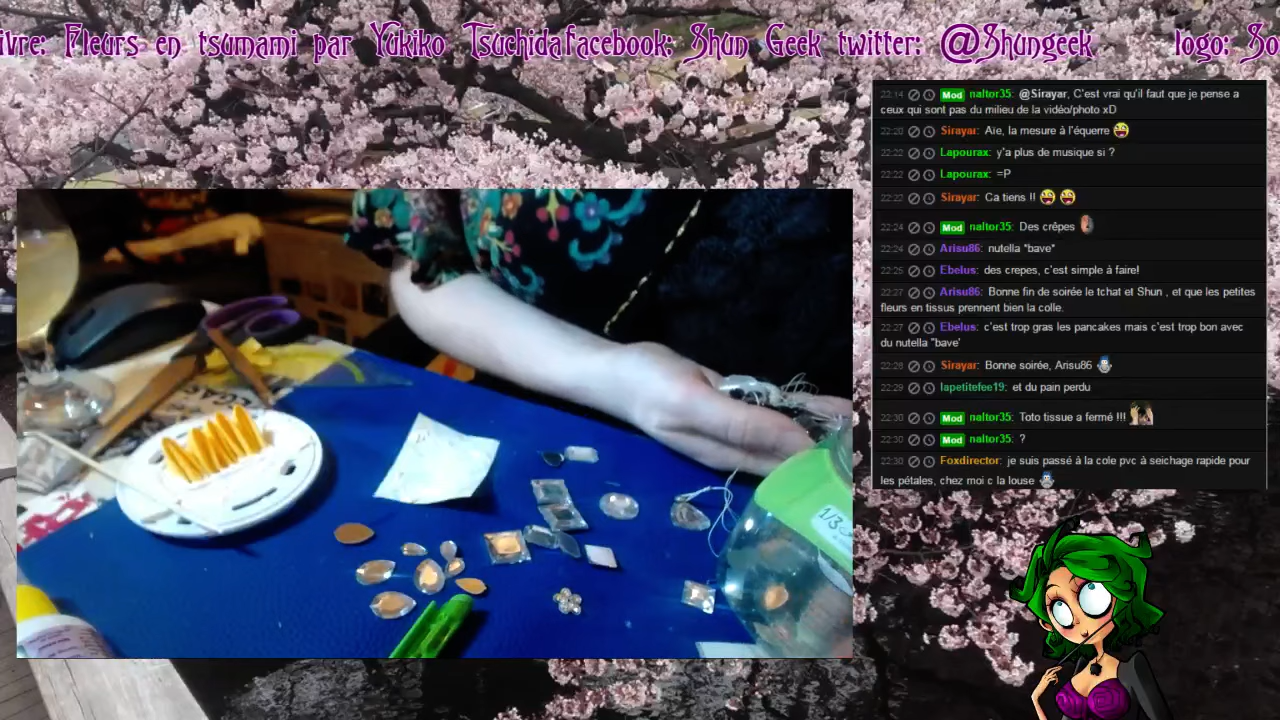 ivre: Fleurs en tsumami par Yukiko Tsuchida facebook: Shun Geek twitter: @Shungeek logo: So
22:14 Mod naltor35: @Sirayar, C'est vrai qu'il faut que je pense a
ceux qui sont pas du milieu de la vidéo/photo xD
22:20 Sirayar: Aïe, la mesure à l'équerre
22:22 Lapourax: y'a plus de musique si ?
22:22 Lapourax: =P
22:23 Sirayar: Ca tiens !!
22:24 Mod naltor35: Des crêpes
22:24 Arisu86: nutella *bave*
22:25 Ebelus: des crepes, c'est simple à faire!
22:27 Arisu86: Bonne fin de soirée le tchat et Shun , et que les petites
fleurs en tissus prennent bien la colle.
22:27 Ebelus: c'est trop gras les pancakes mais c'est trop bon avec
du nutella "bave'
22:28 Sirayar: Bonne soirée, Arisu86
22:29 lapetitefee19: et du pain perdu
22:30 Mod naltor35: Toto tissue a fermé !!!
22:30 Mod naltor35: ?
22:30 Foxdirector: je suis passé à la cole pvc à seichage rapide pour
les pétales, chez moi c la louse
1/3